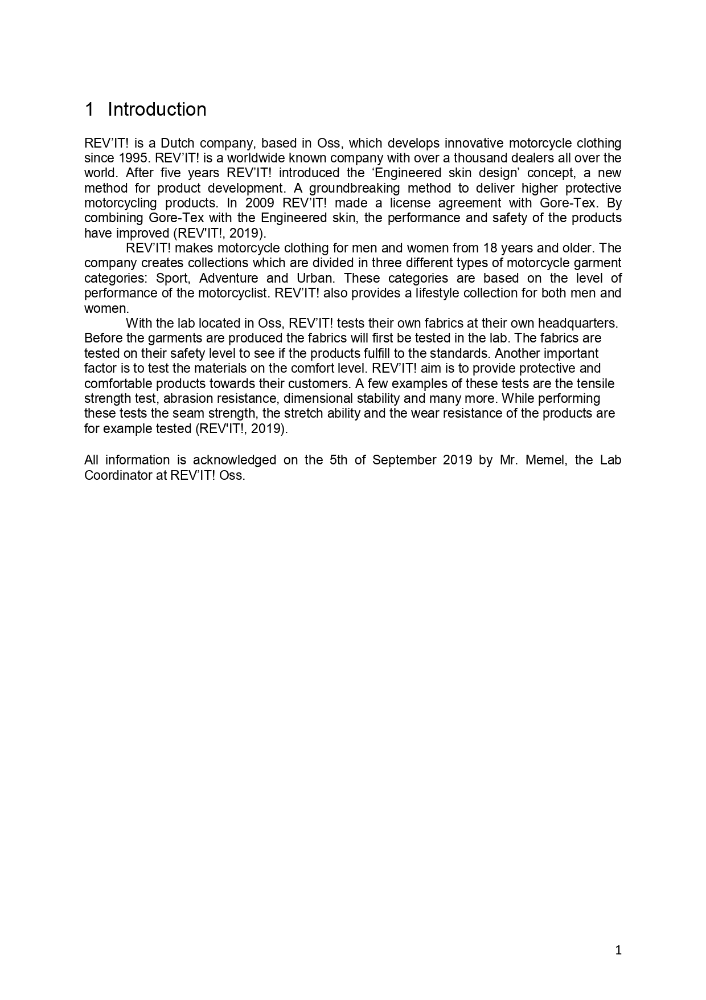 1 Introduction
REV’IT! is a Dutch company, based in Oss, which develops innovative motorcycle clothing
since 1995. REV’IT! is a worldwide known company with over a thousand dealers all over the
world. After five years REV’IT! introduced the ‘Engineered skin design’ concept, a new
method for product development. A groundbreaking method to deliver higher protective
motorcycling products. In 2009 REV’IT! made a license agreement with Gore-Tex. By
combining Gore-Tex with the Engineered skin, the performance and safety of the products
have improved (REV'IT!, 2019).
REV’IT! makes motorcycle clothing for men and women from 18 years and older. The
company creates collections which are divided in three different types of motorcycle garment
categories: Sport, Adventure and Urban. These categories are based on the level of
performance of the motorcyclist. REV’IT! also provides a lifestyle collection for both men and
women.
With the lab located in Oss, REV’IT! tests their own fabrics at their own headquarters.
Before the garments are produced the fabrics will first be tested in the lab. The fabrics are
tested on their safety level to see if the products fulfill to the standards. Another important
factor is to test the materials on the comfort level. REV’IT! aim is to provide protective and
comfortable products towards their customers. A few examples of these tests are the tensile
strength test, abrasion resistance, dimensional stability and many more. While performing
these tests the seam strength, the stretch ability and the wear resistance of the products are
for example tested (REV'IT!, 2019).
All information is acknowledged on the 5th of September 2019 by Mr. Memel, the Lab
Coordinator at REV’IT! Oss.
1